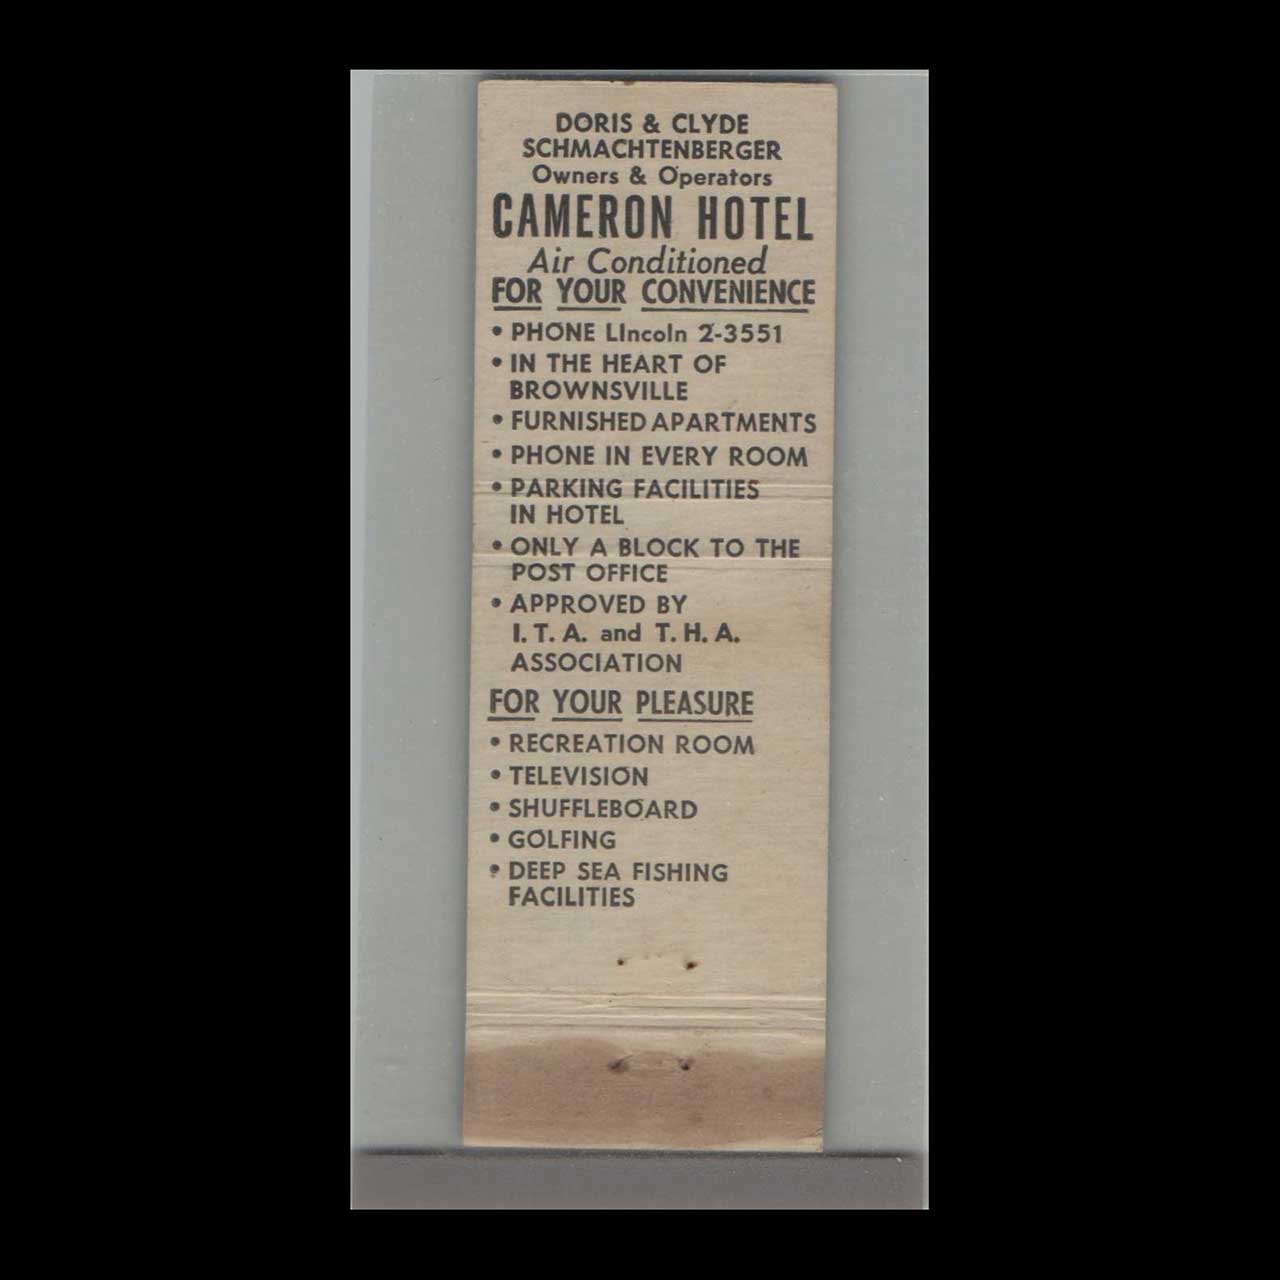 DORIS & CLYDE
SCHMACHTENBERGER
Owners & Operators
CAMERON HOTEL
Air Conditioned
FOR YOUR CONVENIENCE
• PHONE LIncoln 2-3551
• IN THE HEART OF
BROWNSVILLE
• FURNISHED APARTMENTS
• PHONE IN EVERY ROOM
• PARKING FACILITIES
IN HOTEL
• ONLY A BLOCK TO THE
POST OFFICE
• APPROVED BY
I. T. A. and T. H. A.
ASSOCIATION
FOR YOUR PLEASURE
• RECREATION ROOM
• TELEVISION
• SHUFFLEBOARD
• GOLFING
• DEEP SEA FISHING
FACILITIES